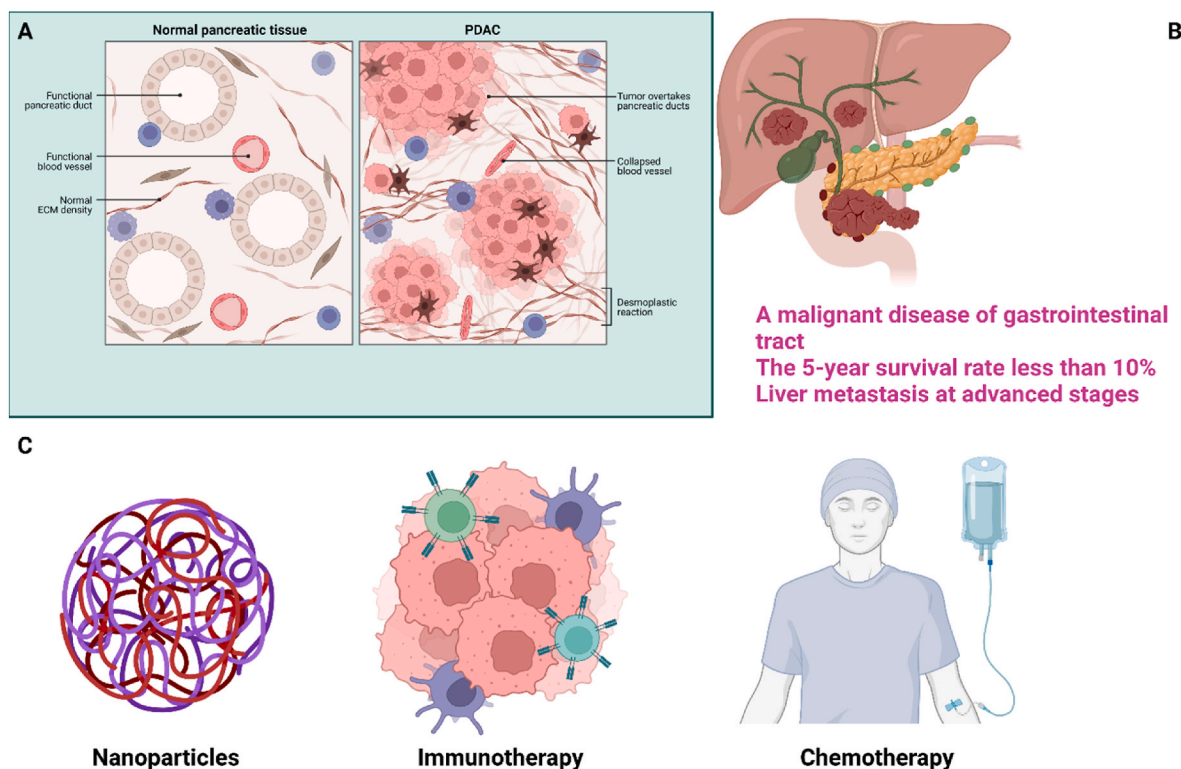 A
Normal pancreatic tissue
PDAC
Functional
pancreatic duct
Functional
blood vessel
Normal
ECM density
Tumor overtakes
pancreatic ducts
Collapsed
blood vessel
Desmoplastic
reaction
B
A malignant disease of gastrointestinal
tract
The 5-year survival rate less than 10%
Liver metastasis at advanced stages
C
Nanoparticles
Immunotherapy
Chemotherapy